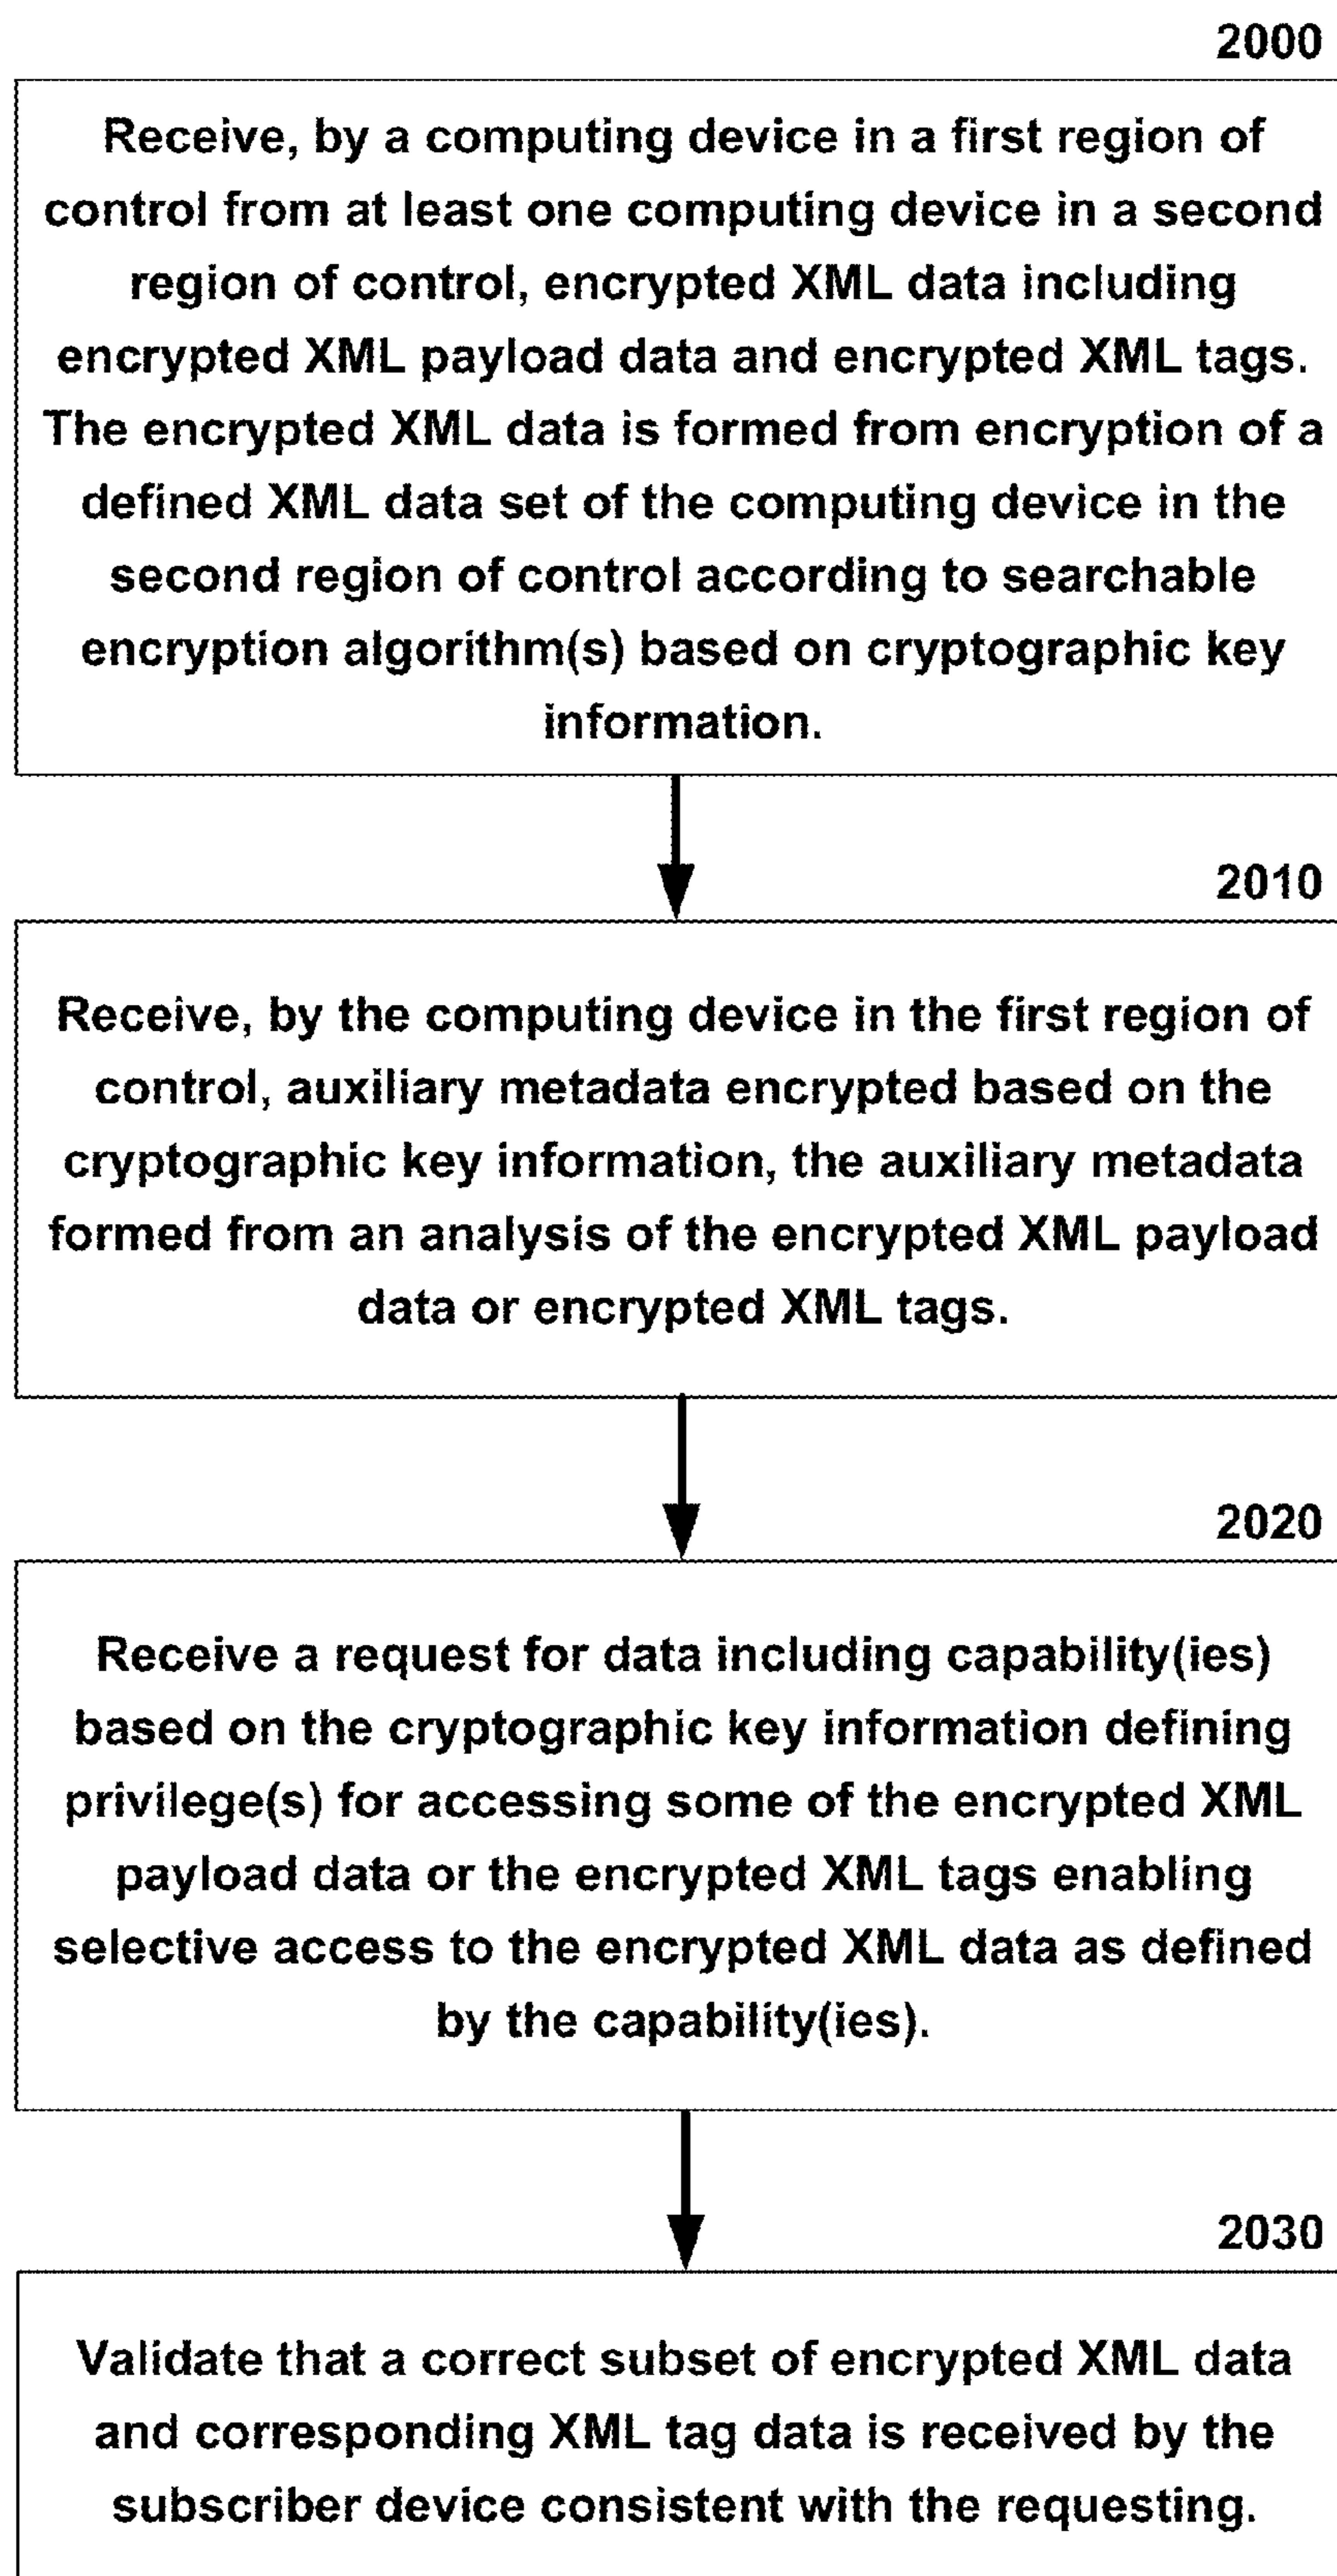 2000
Receive, by a computing device in a first region of
control from at least one computing device in a second
region of control, encrypted XML data including
encrypted XML payload data and encrypted XML tags.
The encrypted XML data is formed from encryption of a
defined XML data set of the computing device in the
second region of control according to searchable
encryption algorithm(s) based on cryptographic key
information.
2010
Receive, by the computing device in the first region of
control, auxiliary metadata encrypted based on the
cryptographic key information, the auxiliary metadata
formed from an analysis of the encrypted XML payload
data or encrypted XML tags.
2020
Receive a request for data including capability(ies)
based on the cryptographic key information defining
privilege(s) for accessing some of the encrypted XML
payload data or the encrypted XML tags enabling
selective access to the encrypted XML data as defined
by the capability(ies).
2030
Validate that a correct subset of encrypted XML data
and corresponding XML tag data is received by the
subscriber device consistent with the requesting.